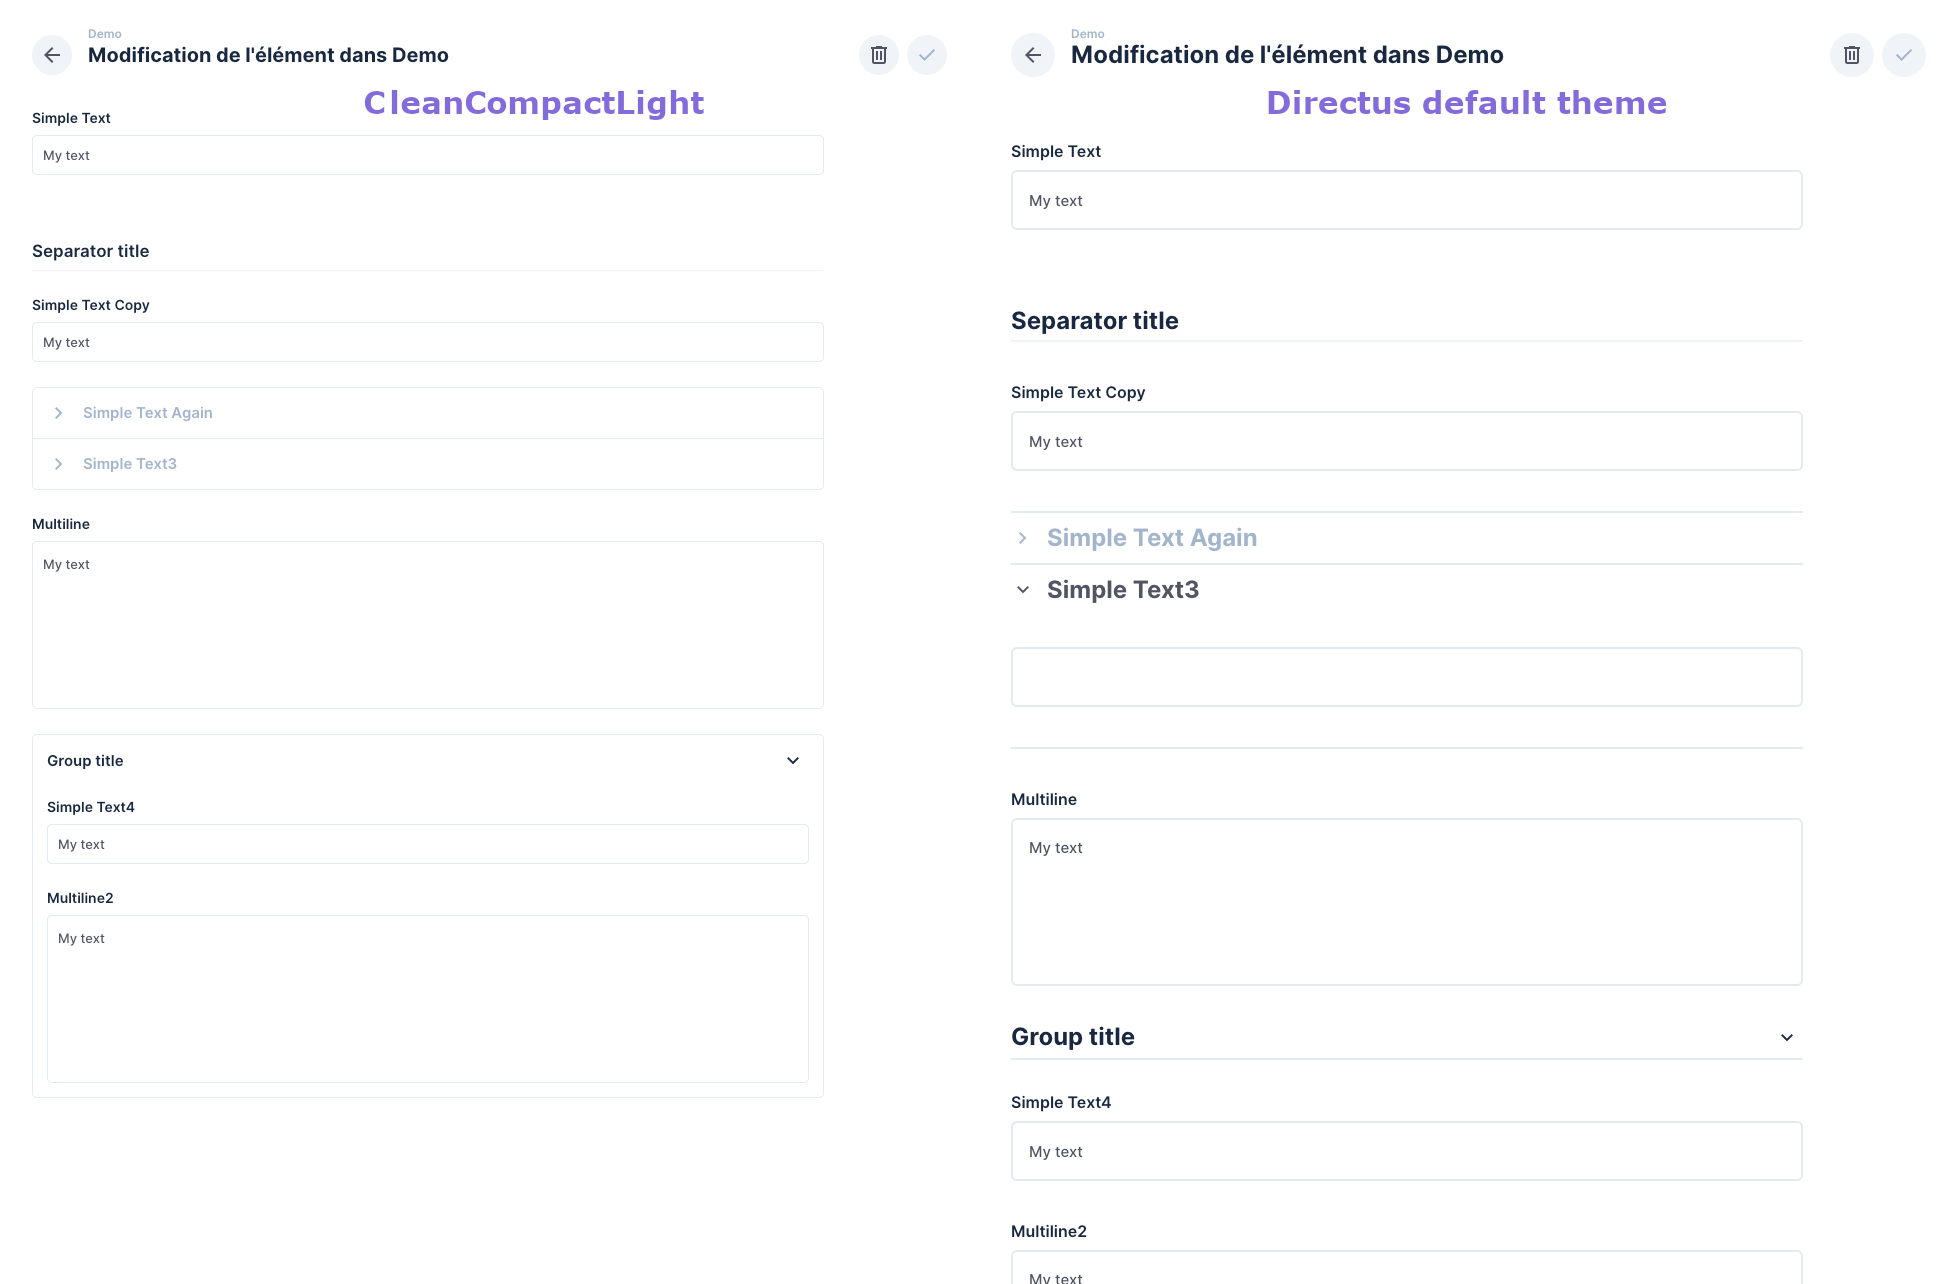 Demo
Modification de l'élément dans Demo
CleanCompactLight
Simple Text
My text
Separator title
Simple Text Copy
My text
Simple Text Again
Simple Text3
Multiline
My text
Group title
Simple Text4
My text
Multiline2
My text
Demo
Modification de l'élément dans Demo
Directus default theme
Simple Text
My text
Separator title
Simple Text Copy
My text
Simple Text Again
Simple Text3
Multiline
My text
Group title
Simple Text4
My text
Multiline2
My text